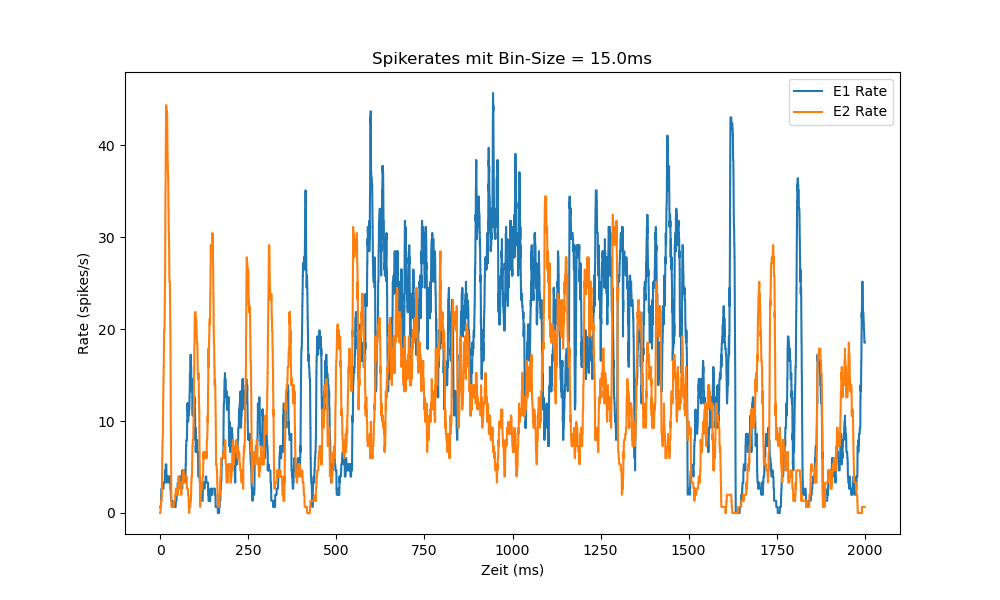 Spikerates mit Bin-Size = 15.0ms
E1 Rate
E2 Rate
Rate (spikes/s)
40
30
20
10
0
0 250 500 750 1000 1250 1500 1750 2000
Zeit (ms)